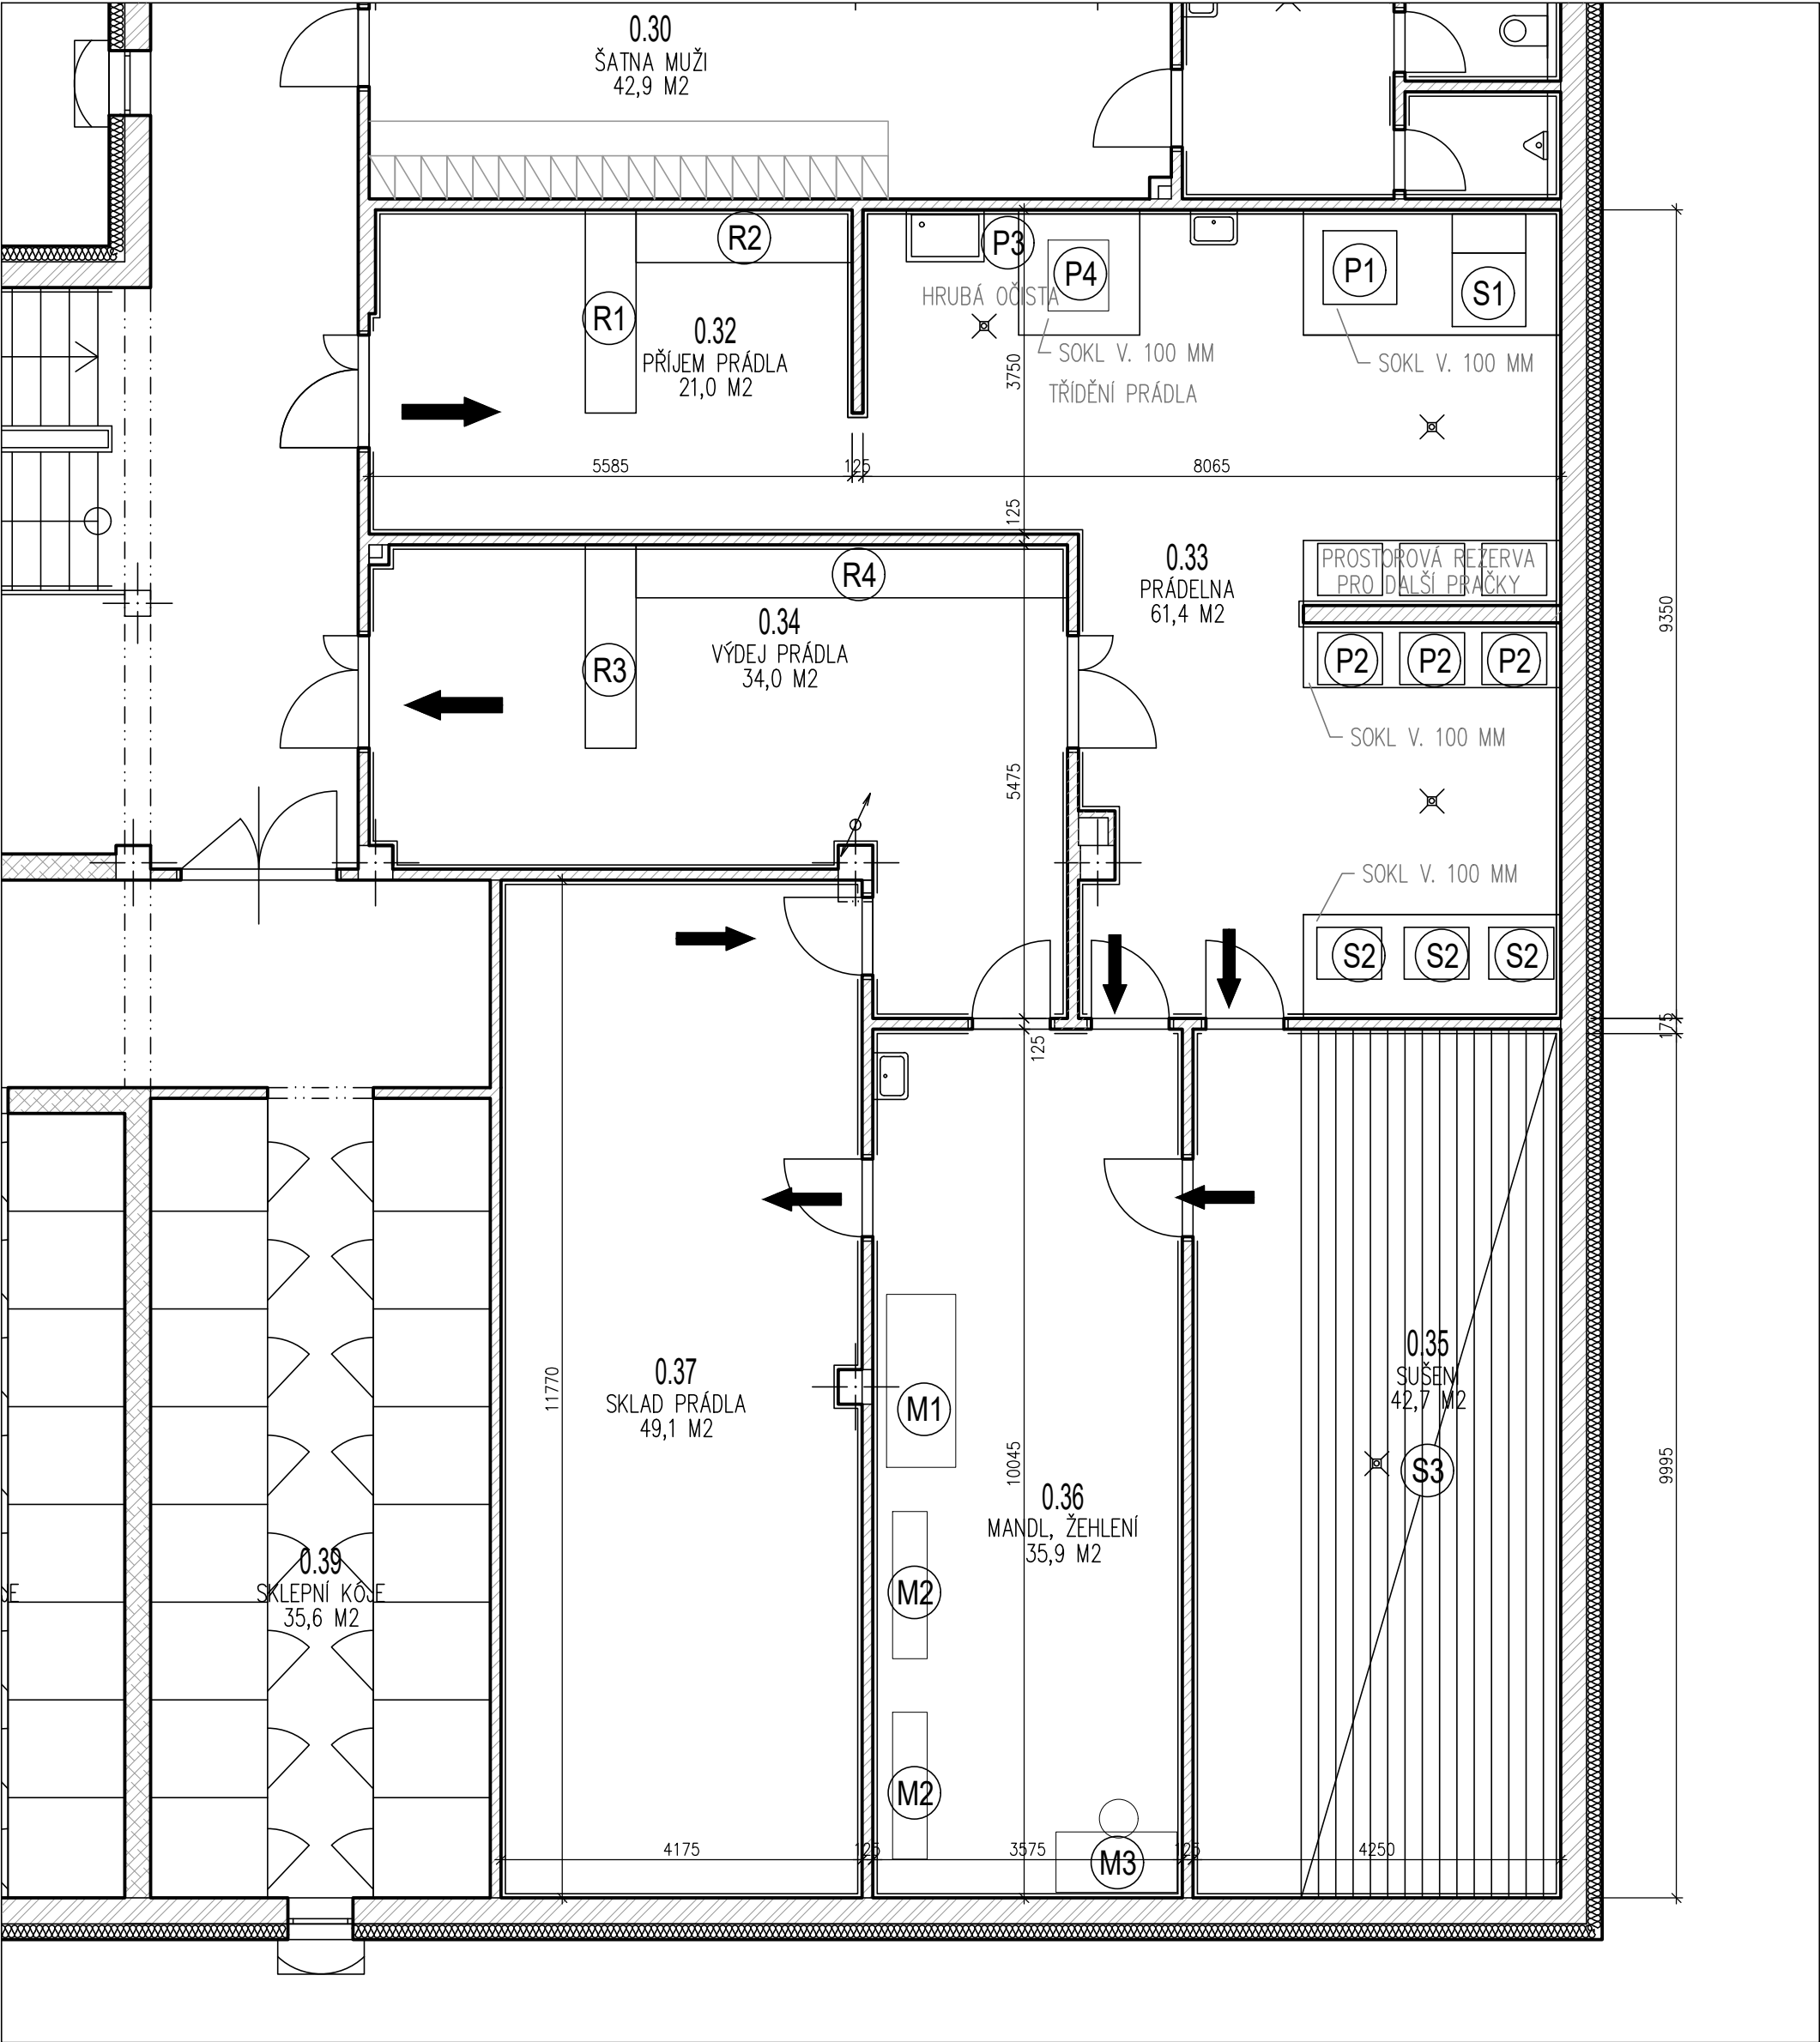 0.30
ŠATNA MUŽI
42,9 M2
R2
P3
P4
P1
S1
HRUBÁ OČISTA
R1
0.32
PŘÍJEM PRÁDLA
21,0 M2
3750
SOKL V. 100 MM
SOKL V. 100 MM
TŘÍDĚNÍ PRÁDLA
5585
125
8065
125
R4
0.33
PRÁDELNA
61,4 M2
PROSTOROVÁ REZERVA
PRO DALŠÍ PRAČKY
9350
R3
0.34
VÝDEJ PRÁDLA
34,0 M2
P2
P2
P2
SOKL V. 100 MM
5475
SOKL V. 100 MM
S2
S2
S2
175
125
0.37
SKLAD PRÁDLA
49,1 M2
11770
M1
0.35
SUŠENÍ
42,7 M2
S3
10045
9995
0.36
MANDL, ŽEHLENÍ
35,9 M2
0.39
SKLEPNÍ KÓJE
35,6 M2
JE
M2
M2
M3
4175
125
3575
125
4250